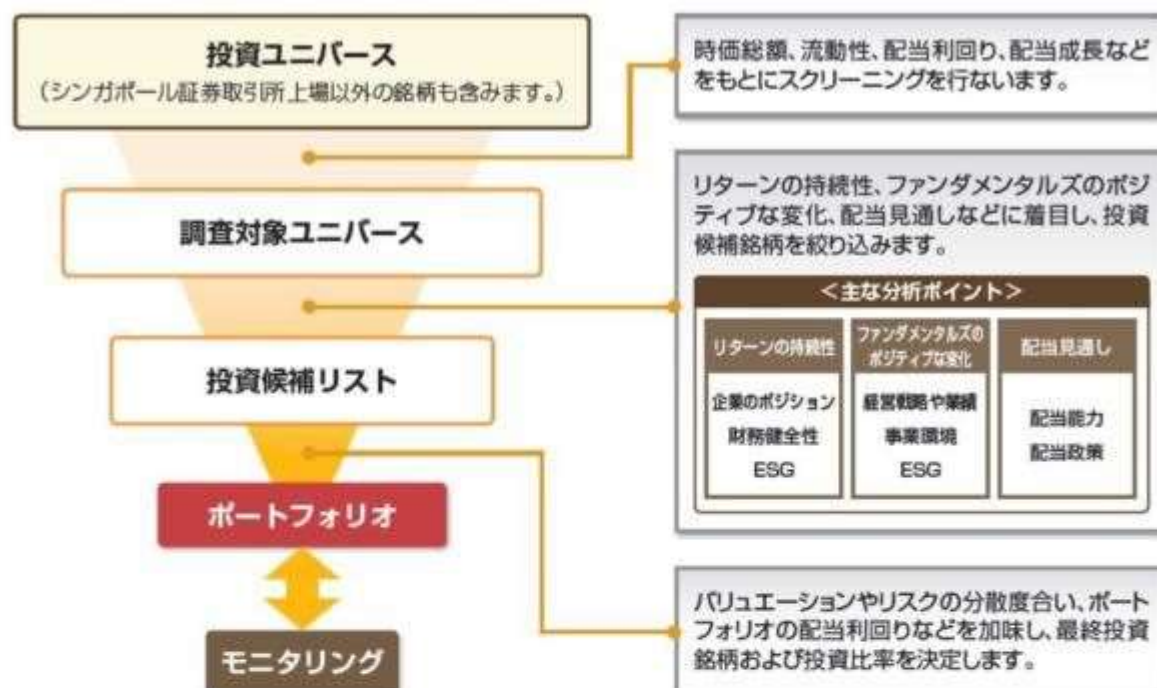 投資ユニバース
（シンガポール証券取引所上場以外の銘柄も含みます。）
時価総額、流動性、配当利回り、配当成長など
をもとにスクリーニングを行ないます。
調査対象ユニバース
リターンの持続性、ファンダメンタルズのポジ
ティブな変化、配当見通しなどに着目し、投資
候補銘柄を絞り込みます。
＜主な分析ポイント＞
リターンの持続性
企業のポジション
財務健全性
ESG
ファンダメンタルズの
ポジティブな変化
経営戦略や業績
事業環境
ESG
配当見通し
配当能力
配当政策
投資候補リスト
ポートフォリオ
バリュエーションやリスクの分散度合い、ポート
フォリオの配当利回りなどを加味し、最終投資
銘柄および投資比率を決定します。
モニタリング